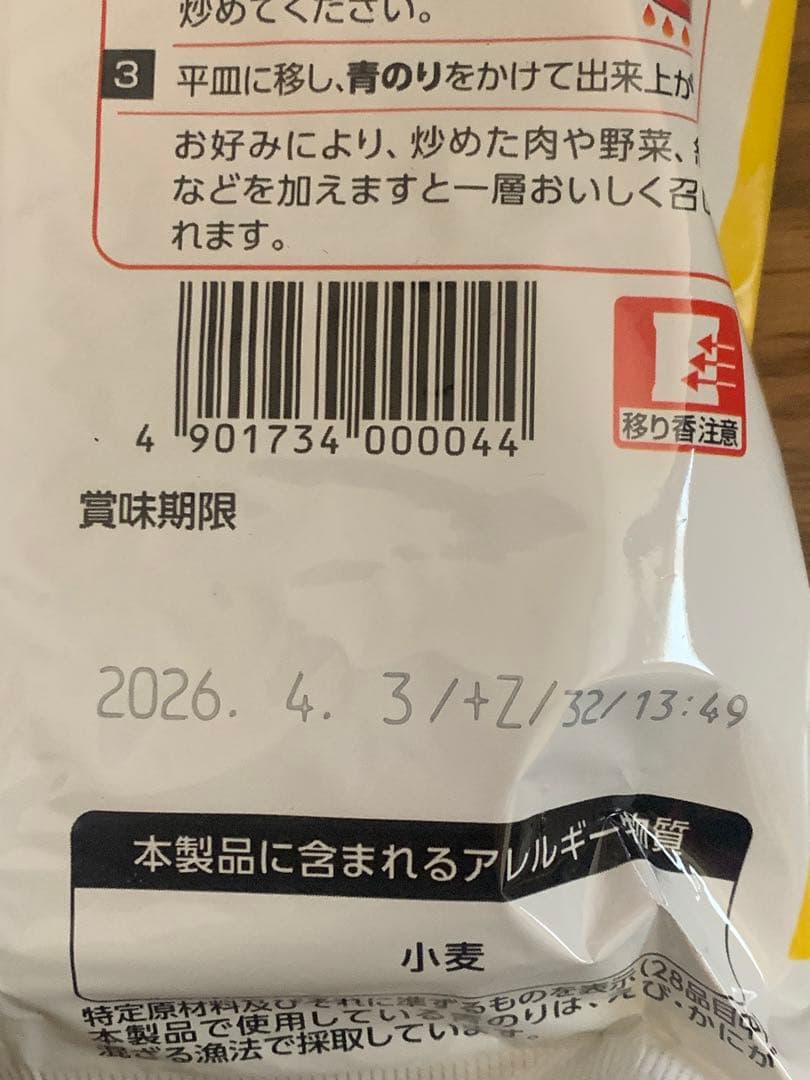 炒めてください。
3 平皿に移し、青のりをかけて出来上が
お好みにより、炒めた肉や野菜、
などを加えますと一層おいしく召し
れます。
4 901734 000044
移り香注意
賞味期限
2026. 4. 3/+Z/32/13:49
本製品に含まれるアレルギー物質
小麦
特定原材料及びそれに準ずるものを表示(28品目中)。
本製品で使用している青のりは、えび・かにが
混ざる漁法で採取しています。